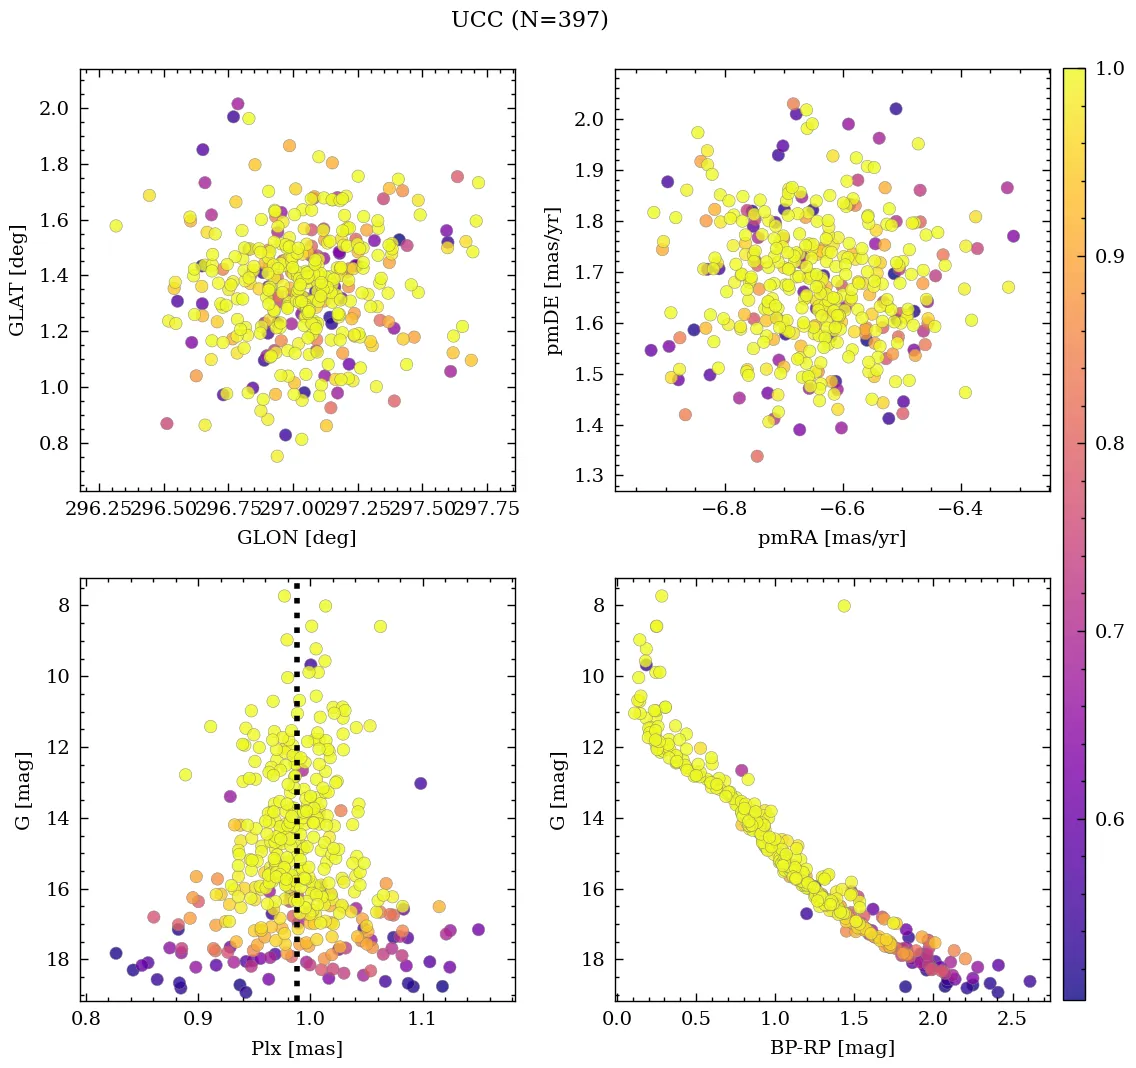 UCC (N=397)
2.0
1.8
1.6
1.4
1.2
1.0
0.8
GLAT [deg]
296.25 296.50 296.75 297.00 297.25 297.50 297.75
GLON [deg]
2.0
1.9
1.8
1.7
1.6
1.5
1.4
1.3
pmDE [mas/yr]
−6.8 −6.6 −6.4
pmRA [mas/yr]
1.0
0.9
0.8
0.7
0.6
8
10
12
14
16
18
G [mag]
0.8 0.9 1.0 1.1
Plx [mas]
8
10
12
14
16
18
G [mag]
0.0 0.5 1.0 1.5 2.0 2.5
BP-RP [mag]